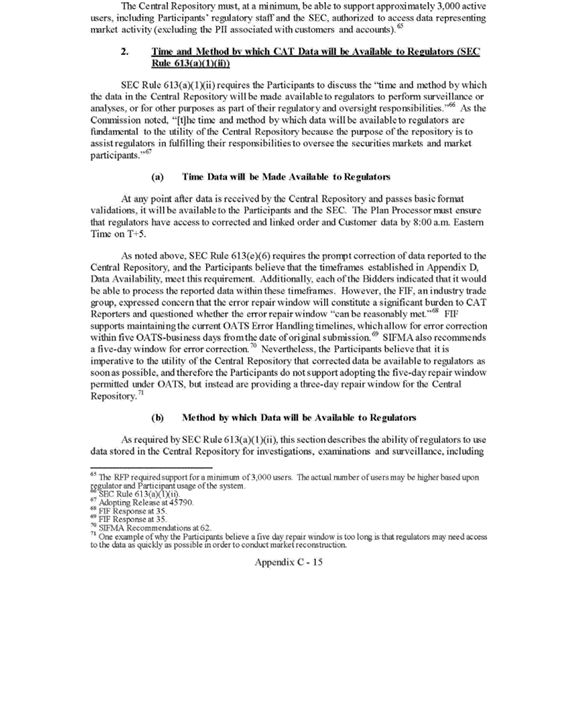 The Central Repository must, at a minimum, be able to support approximately 3,000 active
users, including Participants' regulatory staff and the SEC, authorized to access data representing
market activity (excluding the PII associated with customers and accounts).65
2. Time and Method by which CAT Data will be Available to Regulators (SEC
Rule 613(a)(1)(ii))
SEC Rule 613(a)(1)(ii) requires the Participants to discuss the "time and method by which
the data in the Central Repository will be made available to regulators to perform surveillance or
analyses, or for other purposes as part of their regulatory and oversight responsibilities."66 As the
Commission noted, "[t]he time and method by which data will be available to regulators are
fundamental to the utility of the Central Repository because the purpose of the repository is to
assist regulators in fulfilling their responsibilities to oversee the securities markets and market
participants."67
(a) Time Data will be Made Available to Regulators
At any point after data is received by the Central Repository and passes basic format
validations, it will be available to the Participants and the SEC. The Plan Processor must ensure
that regulators have access to corrected and linked order and Customer data by 8:00 a.m. Eastern
Time on T+5.
As noted above, SEC Rule 613(e)(6) requires the prompt correction of data reported to the
Central Repository, and the Participants believe that the timeframes established in Appendix D,
Data Availability, meet this requirement. Additionally, each of the Bidders indicated that it would
be able to process the reported data within these timeframes. However, the FIF, an industry trade
group, expressed concern that the error repair window will constitute a significant burden to CAT
Reporters and questioned whether the error repair window "can be reasonably met."68 FIF
supports maintaining the current OATS Error Handling timelines, which allow for error correction
within five OATS-business days from the date of original submission.69 SIFMA also recommends
a five-day window for error correction.70 Nevertheless, the Participants believe that it is
imperative to the utility of the Central Repository that corrected data be available to regulators as
soon as possible, and therefore the Participants do not support adopting the five-day repair window
permitted under OATS, but instead are providing a three-day repair window for the Central
Repository.71
(b) Method by which Data will be Available to Regulators
As required by SEC Rule 613(a)(1)(ii), this section describes the ability of regulators to use
data stored in the Central Repository for investigations, examinations and surveillance, including
65 The RFP required support for a minimum of 3,000 users. The actual number of users may be higher based upon
regulator and Participant usage of the system.
66 SEC Rule 613(a)(1)(ii).
67 Adopting Release at 45790.
68 FIF Response at 35.
69 FIF Response at 35.
70 SIFMA Recommendations at 62.
71 One example of why the Participants believe a five day repair window is too long is that regulators may need access
to the data as quickly as possible in order to conduct market reconstruction.
Appendix C - 15